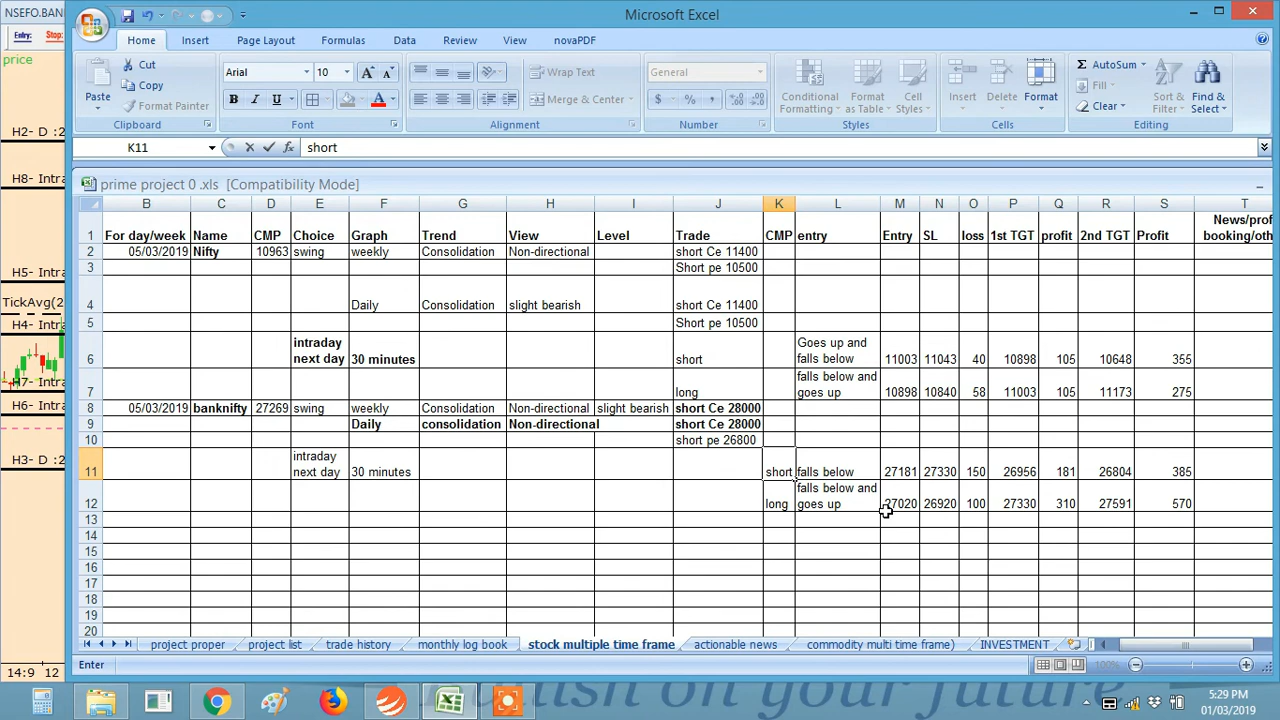 NSEFO.BAN
Microsoft Excel
Entry: Stop:
Home Insert Page Layout Formulas Data Review View novaPDF
price
Paste
Cut
Copy
Format Painter
Clipboard
Arial 10
B I U
Font
Wrap Text
Merge & Center
Alignment
General
$ % ,
Number
Conditional Formatting
Format as Table
Cell Styles
Styles
Insert Delete Format
Cells
AutoSum
Fill
Clear
Sort & Filter
Find & Select
Editing
K11 fx short
prime project 0 .xls [Compatibility Mode]
B C D E F G H I J K L M N O P Q R S T
1 For day/week Name CMP Choice Graph Trend View Level Trade CMP entry Entry SL loss 1st TGT profit 2nd TGT Profit News/prof booking/oth
2 05/03/2019 Nifty 10963 swing weekly Consolidation Non-directional short Ce 11400
3 Short pe 10500
4 Daily Consolidation slight bearish short Ce 11400
5 Short pe 10500
6 intraday next day 30 minutes short Goes up and falls below 11003 11043 40 10898 105 10648 355
7 long falls below and goes up 10898 10840 58 11003 105 11173 275
8 05/03/2019 banknifty 27269 swing weekly Consolidation Non-directional slight bearish short Ce 28000
9 Daily consolidation Non-directional short Ce 28000
10 short pe 26800
11 intraday next day 30 minutes short falls below 27181 27330 150 26956 181 26804 385
12 long falls below and goes up 27020 26920 100 27330 310 27591 570
13
14
15
16
17
18
19
20
H2- D :2
H8- Intra
H5- Intra
TickAvg(2
H4- Intra
H7- Intra
H6- Intra
H3- D :2
14:9 12
project proper project list trade history monthly log book stock multiple time frame actionable news commodity multi time frame) INVESTMENT
Enter 100%
on your future
5:29 PM
01/03/2019